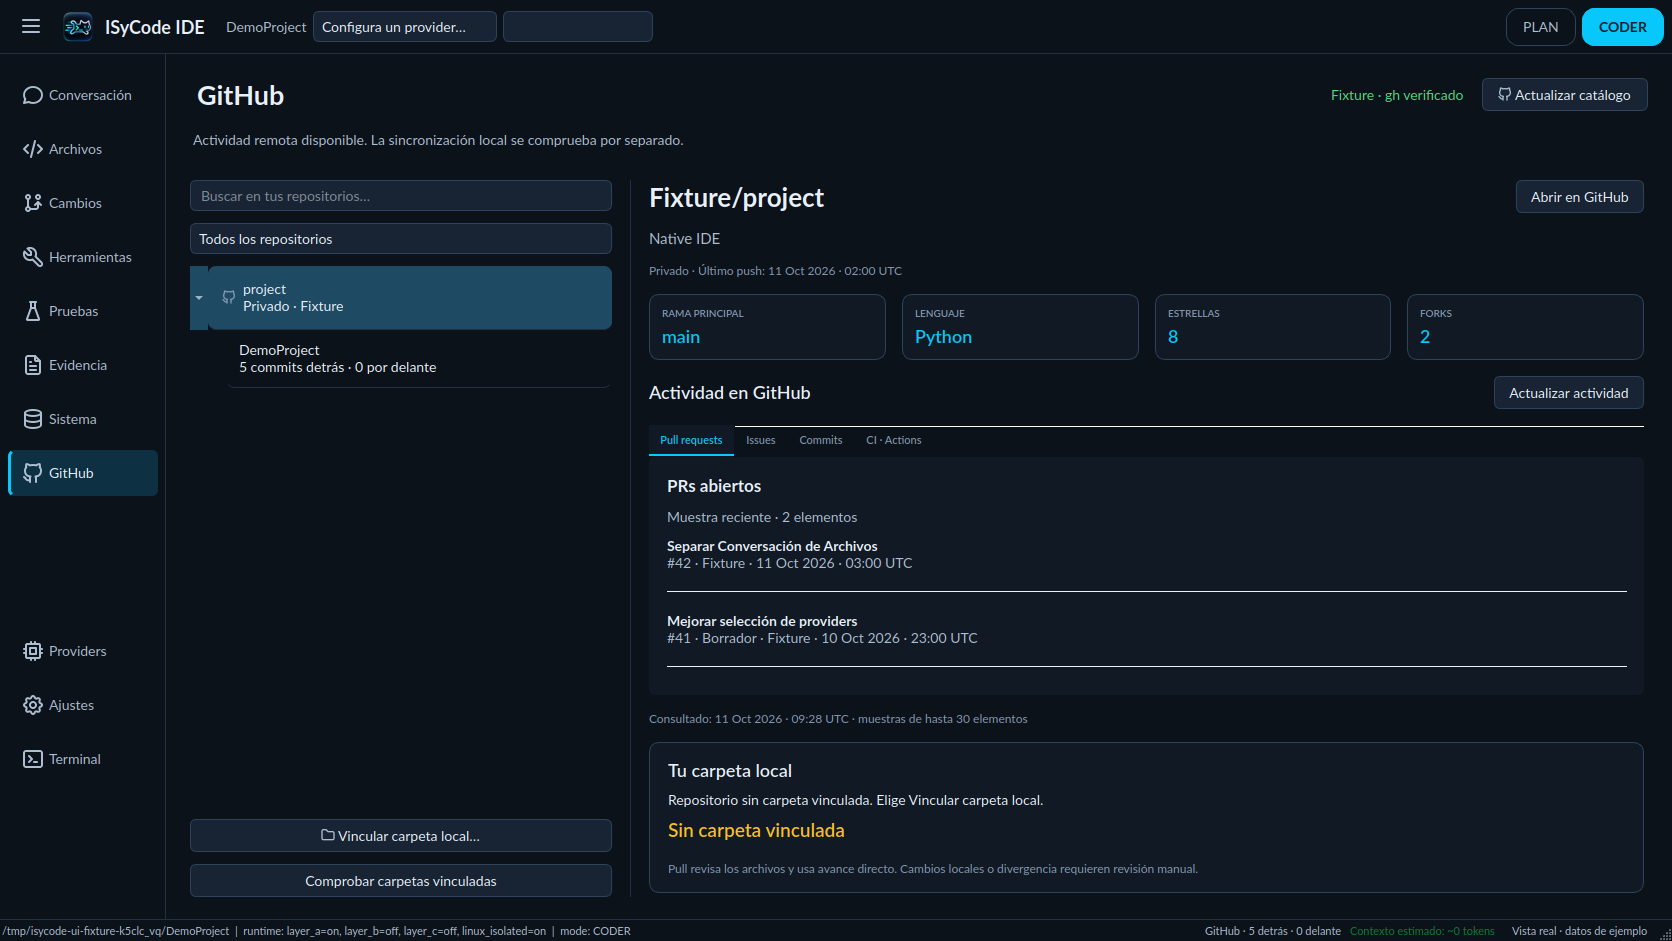 ISyCode IDE
DemoProject
Configura un provider...
PLAN
CODER
Conversación
Archivos
Cambios
Herramientas
Pruebas
Evidencia
Sistema
GitHub
Providers
Ajustes
Terminal
GitHub
Fixture · gh verificado
Actualizar catálogo
Actividad remota disponible. La sincronización local se comprueba por separado.
Buscar en tus repositorios...
Todos los repositorios
project
Privado · Fixture
DemoProject
5 commits detrás · 0 por delante
Vincular carpeta local...
Comprobar carpetas vinculadas
Fixture/project
Abrir en GitHub
Native IDE
Privado · Último push: 11 Oct 2026 · 02:00 UTC
RAMA PRINCIPAL
main
LENGUAJE
Python
ESTRELLAS
8
FORKS
2
Actividad en GitHub
Actualizar actividad
Pull requests
Issues
Commits
CI · Actions
PRs abiertos
Muestra reciente · 2 elementos
Separar Conversación de Archivos
#42 · Fixture · 11 Oct 2026 · 03:00 UTC
Mejorar selección de providers
#41 · Borrador · Fixture · 10 Oct 2026 · 23:00 UTC
Consultado: 11 Oct 2026 · 09:28 UTC · muestras de hasta 30 elementos
Tu carpeta local
Repositorio sin carpeta vinculada. Elige Vincular carpeta local.
Sin carpeta vinculada
Pull revisa los archivos y usa avance directo. Cambios locales o divergencia requieren revisión manual.
/tmp/isycode-ui-fixture-k5clc_vq/DemoProject | runtime: layer_a=on, layer_b=off, layer_c=off, linux_isolated=on | mode: CODER
GitHub · 5 detrás · 0 delante
Contexto estimado: ~0 tokens
Vista real · datos de ejemplo